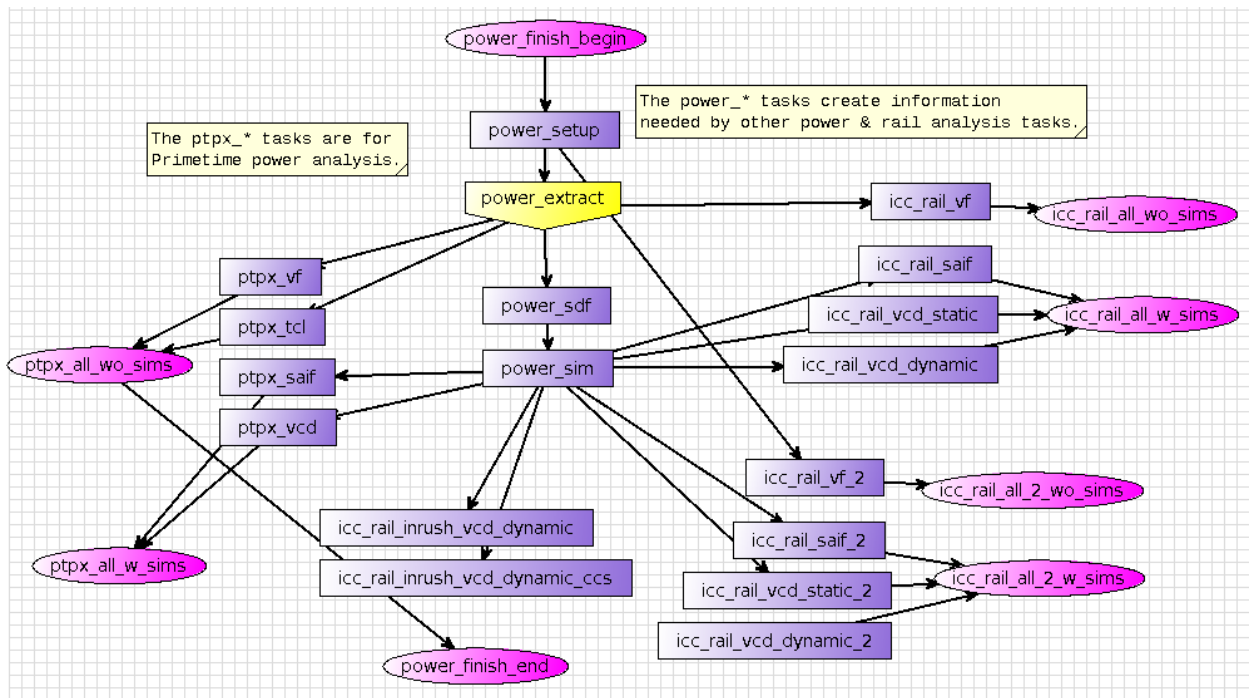 power_finish_begin
The power_* tasks create information
needed by other power & rail analysis tasks.
power_setup
The ptpx_* tasks are for
Primetime power analysis.
power_extract
icc_rail_vf
icc_rail_all_wo_sims
ptpx_vf
icc_rail_saif
power_sdf
icc_rail_vcd_static
icc_rail_all_w_sims
ptpx_tcl
ptpx_all_wo_sims
power_sim
icc_rail_vcd_dynamic
ptpx_saif
ptpx_vcd
icc_rail_vf_2
icc_rail_all_2_wo_sims
icc_rail_inrush_vcd_dynamic
icc_rail_saif_2
ptpx_all_w_sims
icc_rail_inrush_vcd_dynamic_ccs
icc_rail_vcd_static_2
icc_rail_all_2_w_sims
icc_rail_vcd_dynamic_2
power_finish_end